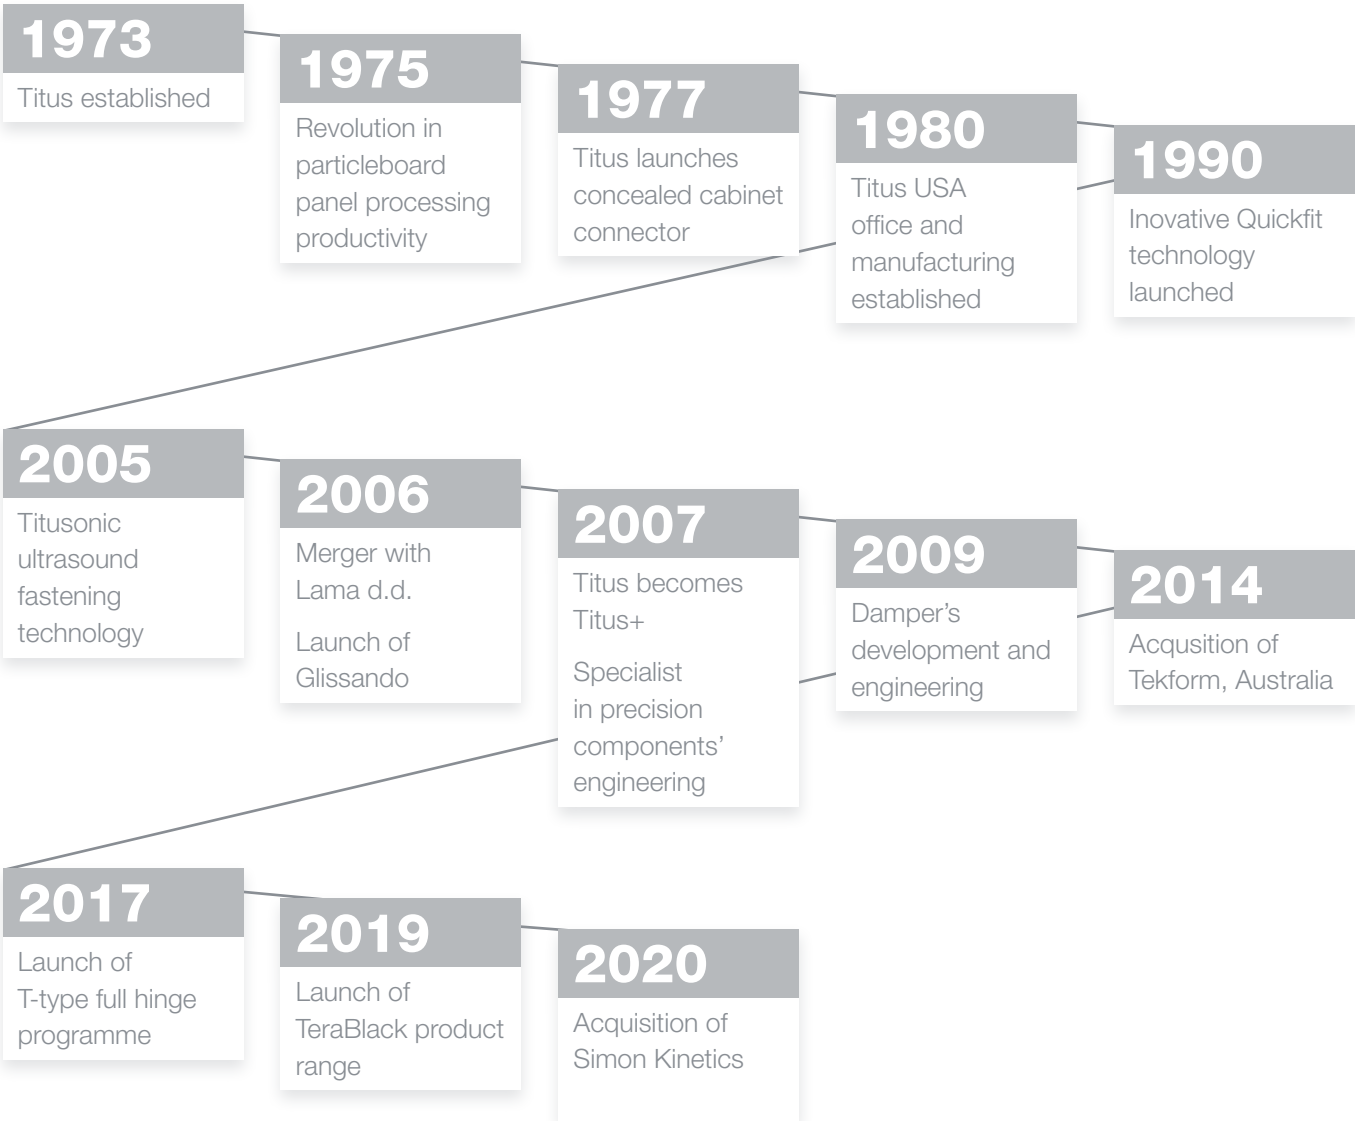 1973
Titus established
1975
Revolution in
particleboard
panel processing
productivity
1977
Titus launches
concealed cabinet
connector
1980
Titus USA
office and
manufacturing
established
1990
Inovative Quickfit
technology
launched
2005
Titusonic
ultrasound
fastening
technology
2006
Merger with
Lama d.d.
Launch of
Glissando
2007
Titus becomes
Titus+
Specialist
in precision
components’
engineering
2009
Damper’s
development and
engineering
2014
Acqusition of
Tekform, Australia
2017
Launch of
T-type full hinge
programme
2019
Launch of
TeraBlack product
range
2020
Acquisition of
Simon Kinetics